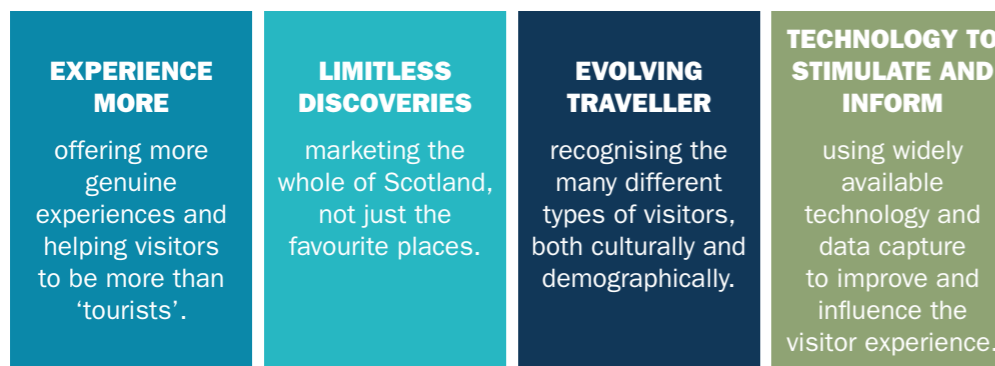 EXPERIENCE
MORE
offering more
genuine
experiences and
helping visitors
to be more than
‘tourists’.
LIMITLESS
DISCOVERIES
marketing the
whole of Scotland,
not just the
favourite places.
EVOLVING
TRAVELLER
recognising the
many different
types of visitors,
both culturally and
demographically.
TECHNOLOGY TO
STIMULATE AND
INFORM
using widely
available
technology and
data capture
to improve and
influence the
visitor experience.